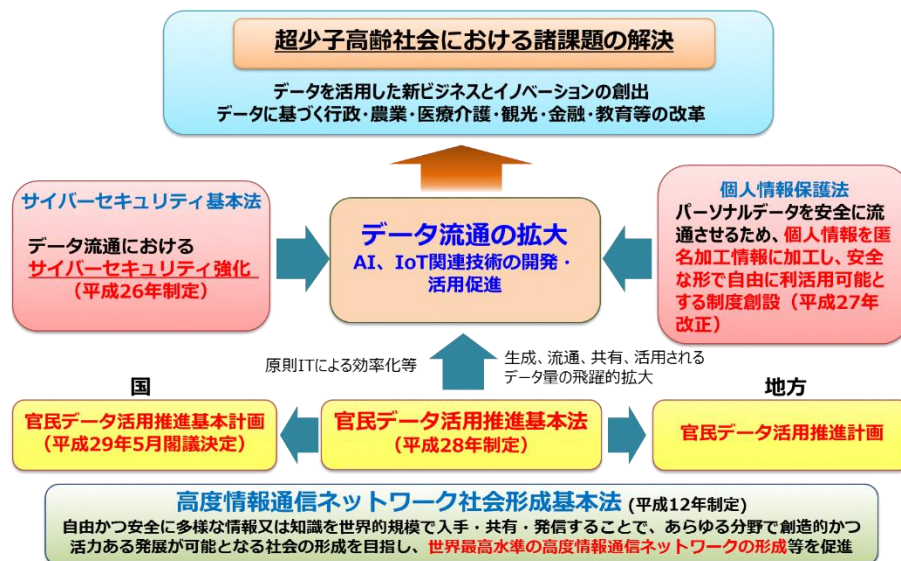 超少子高齢社会における諸課題の解決
データを活用した新ビジネスとイノベーションの創出
データに基づく行政・農業・医療介護・観光・金融・教育等の改革
サイバーセキュリティ基本法
データ流通における
サイバーセキュリティ強化
（平成26年制定）
データ流通の拡大
AI、IoT関連技術の開発・
活用促進
個人情報保護法
パーソナルデータを安全に流
通させるため、個人情報を匿
名加工情報に加工し、安全
な形で自由に利活用可能と
する制度創設（平成27年
改正）
原則ITによる効率化等
生成、流通、共有、活用される
データ量の飛躍的拡大
国
地方
官民データ活用推進基本計画
（平成29年5月閣議決定）
官民データ活用推進基本法
（平成28年制定）
官民データ活用推進計画
高度情報通信ネットワーク社会形成基本法 (平成12年制定)
自由かつ安全に多様な情報又は知識を世界的規模で入手・共有・発信することで、あらゆる分野で創造的かつ
活力ある発展が可能となる社会の形成を目指し、世界最高水準の高度情報通信ネットワークの形成等を促進